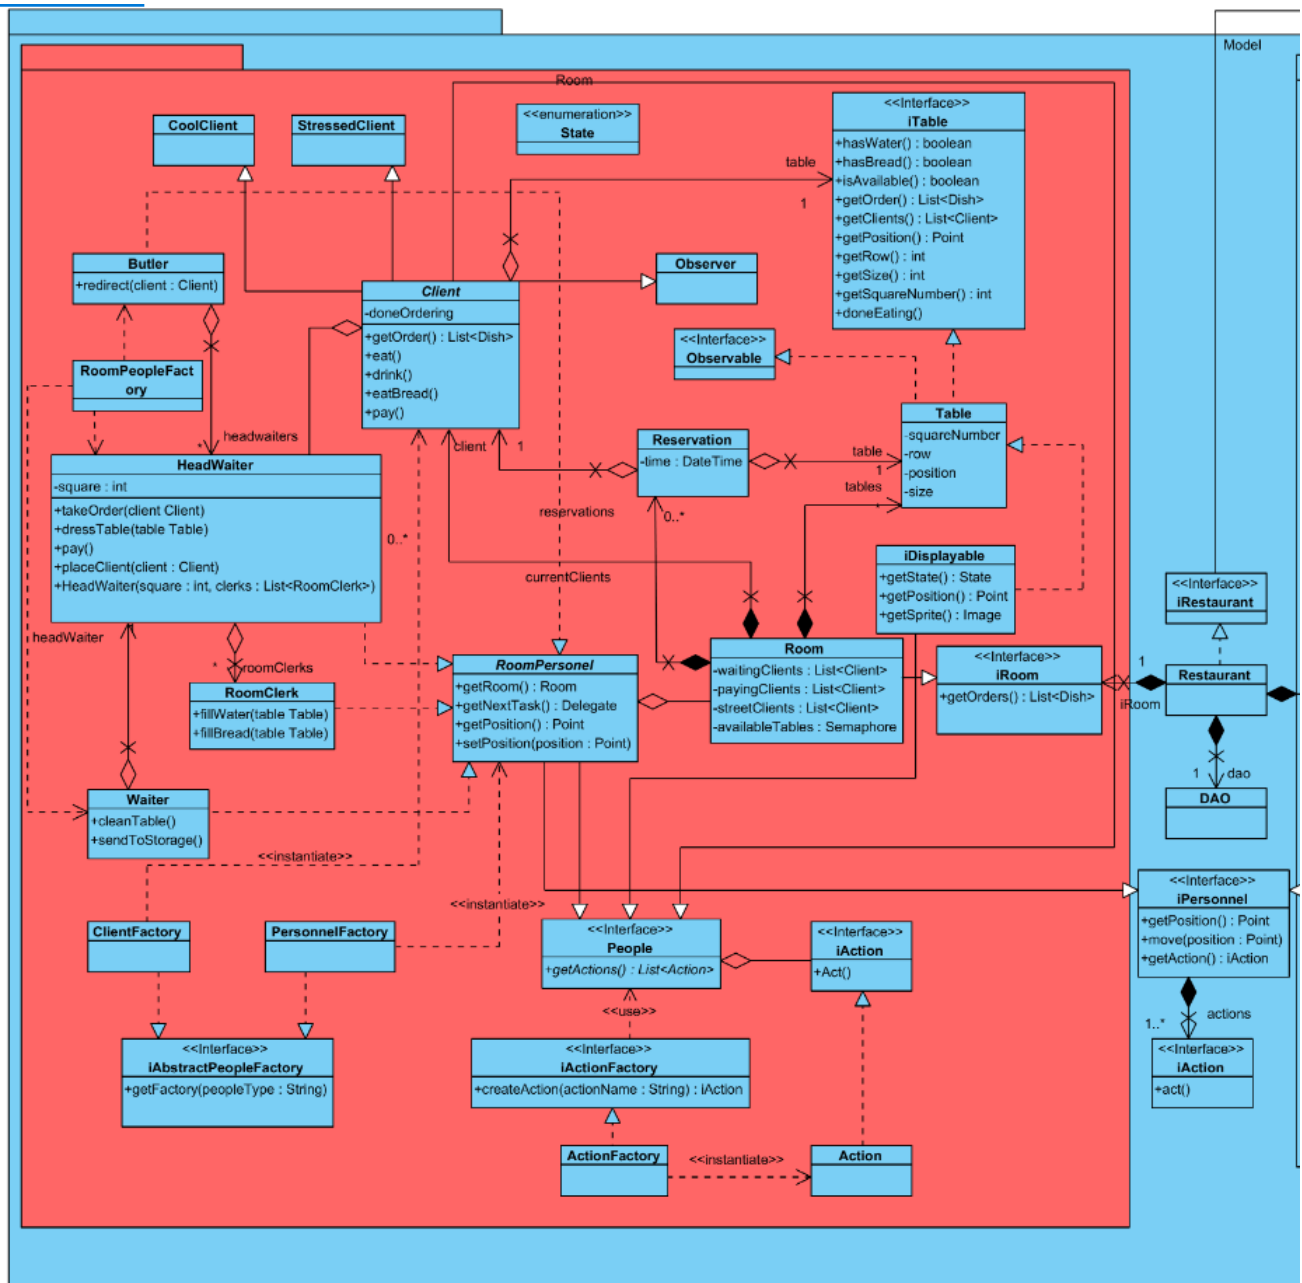 Model
Room
CoolClient
StressedClient
<<enumeration>>
State
<<Interface>>
iTable
+hasWater() : boolean
+hasBread() : boolean
+isAvailable() : boolean
+getOrder() : List<Dish>
+getClients() : List<Client>
+getPosition() : Point
+getRow() : int
+getSize() : int
+getSquareNumber() : int
+doneEating()
table
1
Butler
+redirect(client : Client)
Client
-doneOrdering
+getOrder() : List<Dish>
+eat()
+drink()
+eatBread()
+pay()
Observer
<<Interface>>
Observable
RoomPeopleFact
ory
headwaiters
*
Table
-squareNumber
-row
-position
-size
Reservation
-time : DateTime
client
1
table
1
tables
*
HeadWaiter
-square : int
+takeOrder(client Client)
+dressTable(table Table)
+pay()
+placeClient(client : Client)
+HeadWaiter(square : int, clerks : List<RoomClerk>)
0..*
reservations
0..*
currentClients
iDisplayable
+getState() : State
+getPosition() : Point
+getSprite() : Image
<<Interface>>
iRestaurant
headWaiter
1
*
roomClerks
RoomClerk
+fillWater(table Table)
+fillBread(table Table)
RoomPersonel
+getRoom() : Room
+getNextTask() : Delegate
+getPosition() : Point
+setPosition(position : Point)
Room
-waitingClients : List<Client>
-payingClients : List<Client>
-streetClients : List<Client>
-availableTables : Semaphore
<<Interface>>
iRoom
+getOrders() : List<Dish>
1
iRoom
Restaurant
1
dao
DAO
Waiter
+cleanTable()
+sendToStorage()
<<instantiate>>
<<instantiate>>
ClientFactory
PersonnelFactory
<<Interface>>
People
+getActions() : List<Action>
<<Interface>>
iAction
+Act()
<<Interface>>
iPersonnel
+getPosition() : Point
+move(position : Point)
+getAction() : iAction
<<use>>
1..*
actions
<<Interface>>
iAbstractPeopleFactory
+getFactory(peopleType : String)
<<Interface>>
iActionFactory
+createAction(actionName : String) : iAction
<<Interface>>
iAction
+act()
ActionFactory
<<instantiate>>
Action